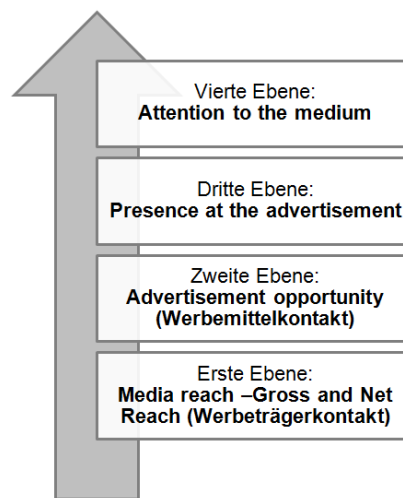 Vierte Ebene:
Attention to the medium
Dritte Ebene:
Presence at the advertisement
Zweite Ebene:
Advertisement opportunity
(Werbemittelkontakt)
Erste Ebene:
Media reach –Gross and Net
Reach (Werbeträgerkontakt)